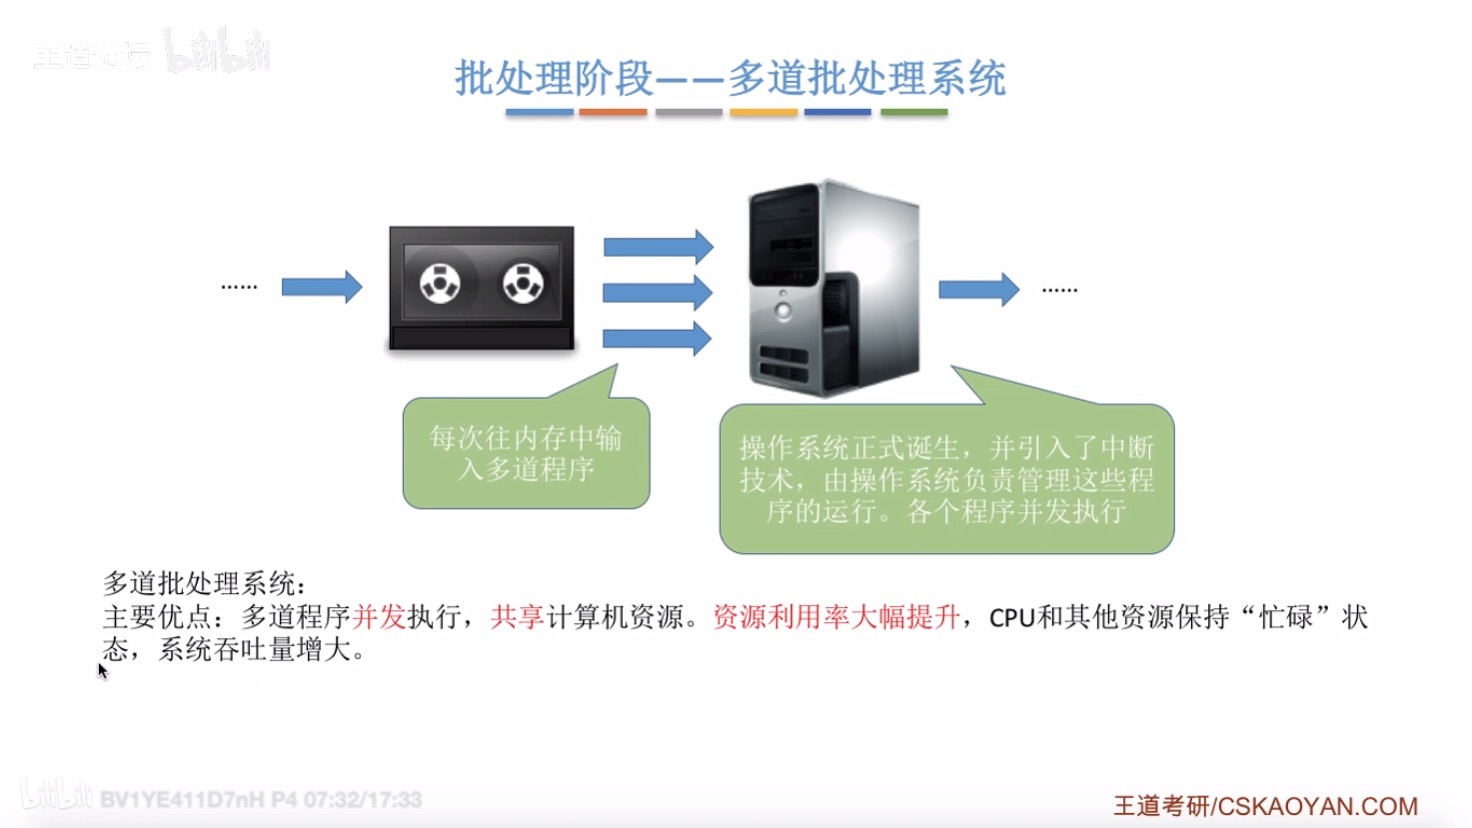 王道论坛 bilibili
批处理阶段——多道批处理系统
......
......
每次往内存中输
入多道程序
操作系统正式诞生，并引入了中断
技术，由操作系统负责管理这些程
序的运行。各个程序并发执行
多道批处理系统：
主要优点：多道程序并发执行，共享计算机资源。资源利用率大幅提升，CPU和其他资源保持“忙碌”状
态，系统吞吐量增大。
bilibili BV1YE411D7nH P4 07:32/17:33
王道考研/CSKAOYAN.COM